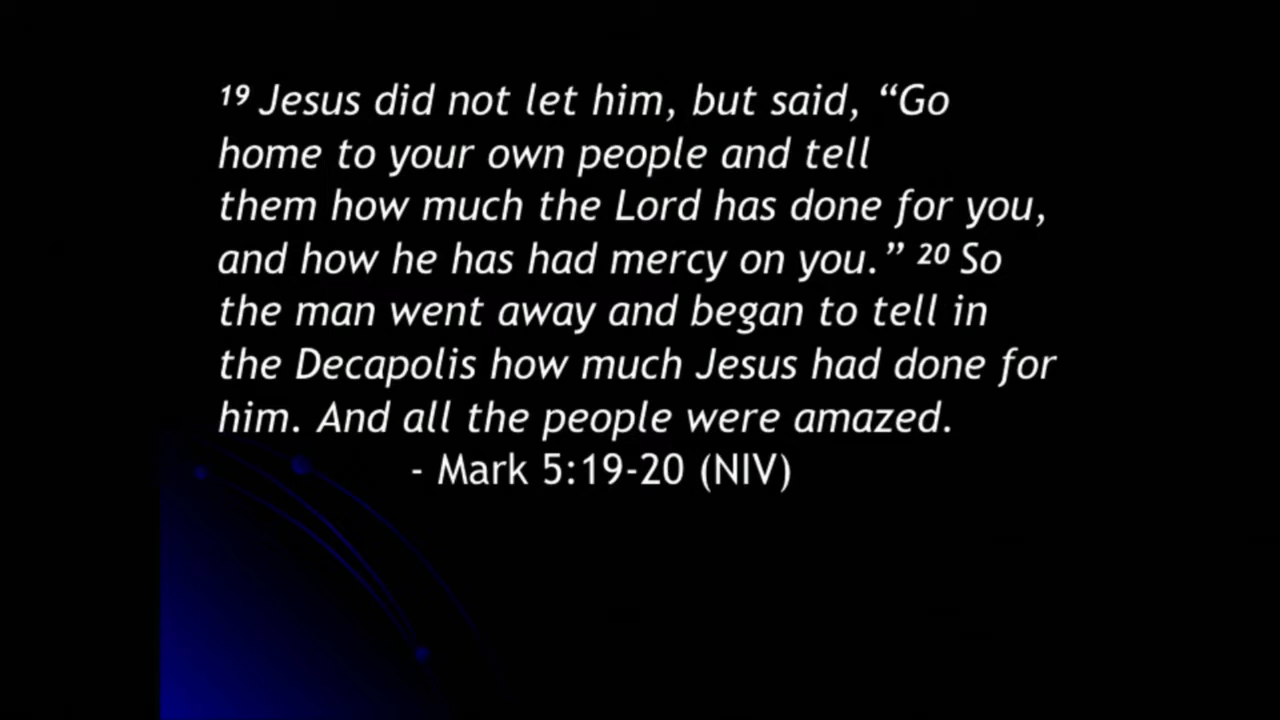 19 Jesus did not let him, but said, “Go
home to your own people and tell
them how much the Lord has done for you,
and how he has had mercy on you.” 20 So
the man went away and began to tell in
the Decapolis how much Jesus had done for
him. And all the people were amazed.
- Mark 5:19-20 (NIV)